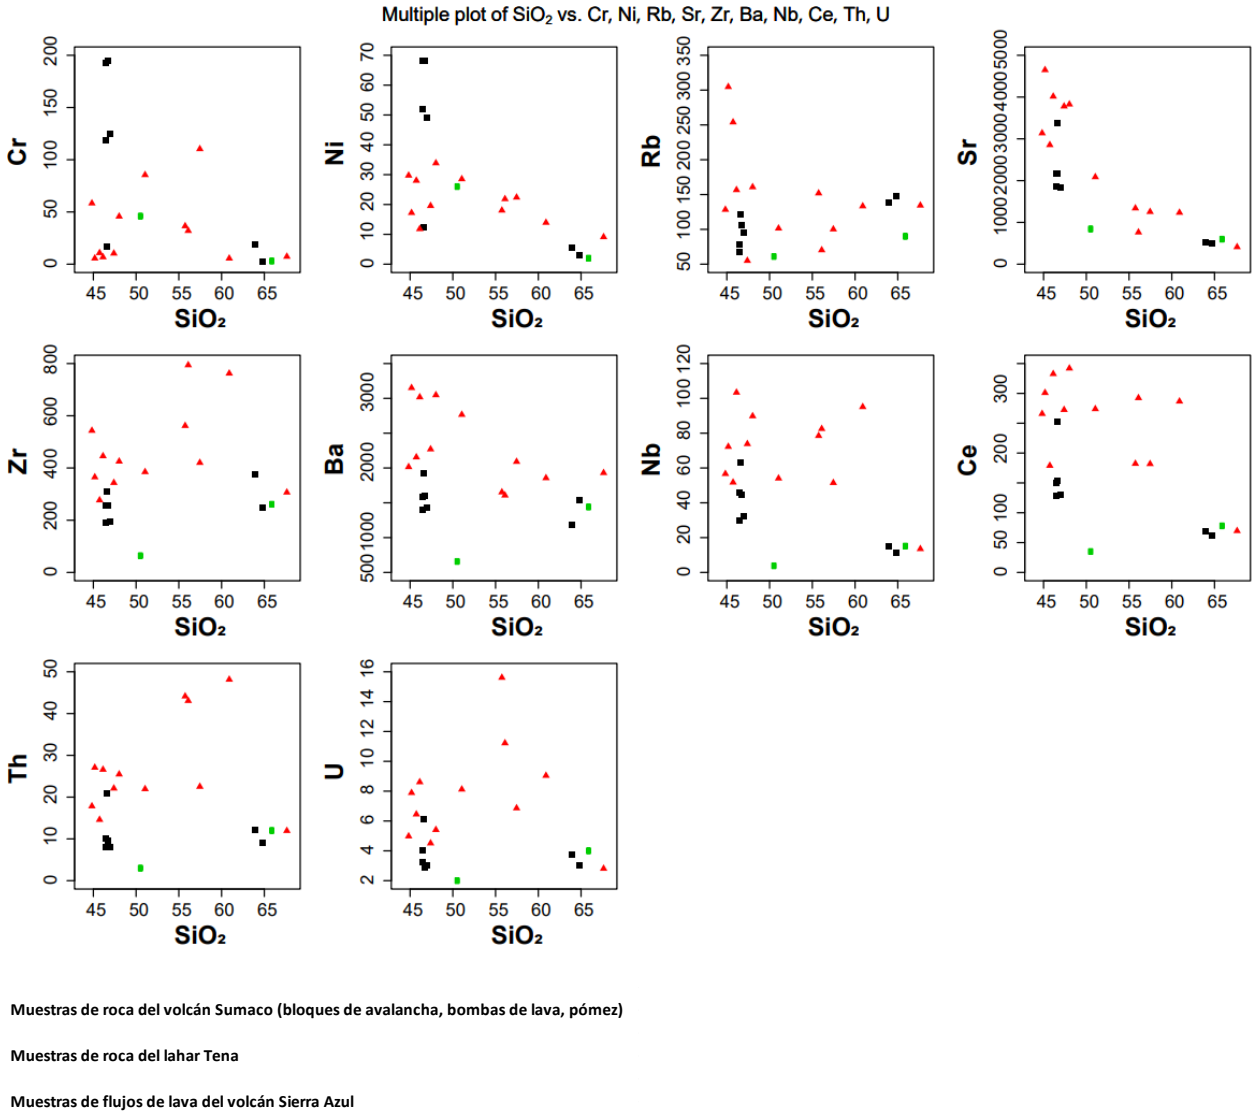 Multiple plot of SiO₂ vs. Cr, Ni, Rb, Sr, Zr, Ba, Nb, Ce, Th, U
Cr
0 50 100 150 200
45 50 55 60 65
SiO₂
Ni
0 10 20 30 40 50 60 70
45 50 55 60 65
SiO₂
Rb
50 100 150 200 250 300 350
45 50 55 60 65
SiO₂
Sr
0 1000 2000 3000 4000 5000
45 50 55 60 65
SiO₂
Zr
0 200 400 600 800
45 50 55 60 65
SiO₂
Ba
500 1000 2000 3000
45 50 55 60 65
SiO₂
Nb
0 20 40 60 80 100 120
45 50 55 60 65
SiO₂
Ce
0 50 100 200 300
45 50 55 60 65
SiO₂
Th
0 10 20 30 40 50
45 50 55 60 65
SiO₂
U
2 4 6 8 10 12 14 16
45 50 55 60 65
SiO₂
Muestras de roca del volcán Sumaco (bloques de avalancha, bombas de lava, pómez)
Muestras de roca del lahar Tena
Muestras de flujos de lava del volcán Sierra Azul